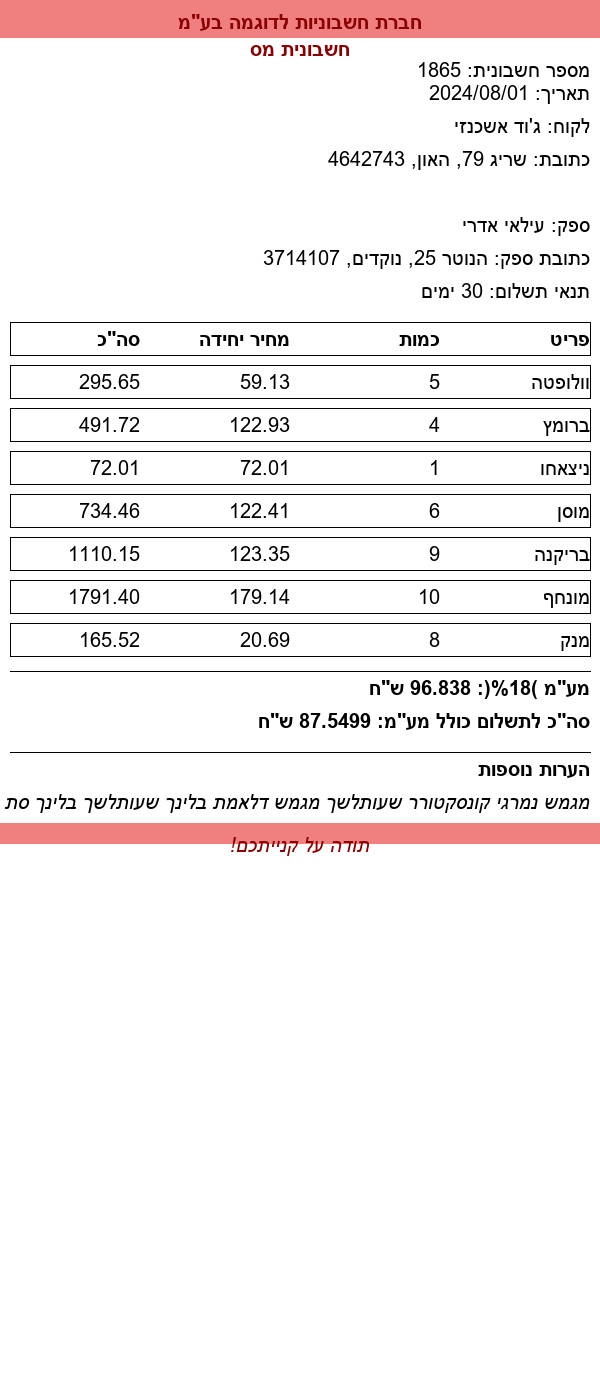 חברת חשבוניות לדוגמה בע"מ
חשבונית מס
מספר חשבונית: 1865
תאריך: 2024/08/01
לקוח: ג'וד אשכנזי
כתובת: שריג 79, האון, 4642743
ספק: עילאי אדרי
כתובת ספק: הנוטר 25, נוקדים, 3714107
תנאי תשלום: 30 ימים
פריט כמות מחיר יחידה סה"כ
וולופטה 5 59.13 295.65
ברומץ 4 122.93 491.72
ניצאחו 1 72.01 72.01
מוסן 6 122.41 734.46
בריקנה 9 123.35 1110.15
מונחף 10 179.14 1791.40
מנק 8 20.69 165.52
מע"מ )18%(: 96.838 ש"ח
סה"כ לתשלום כולל מע"מ: 87.5499 ש"ח
הערות נוספות
מגמש נמרגי קונסקטורר שעותלשך מגמש דלאמת בלינך שעותלשך בלינך סת
תודה על קנייתכם!